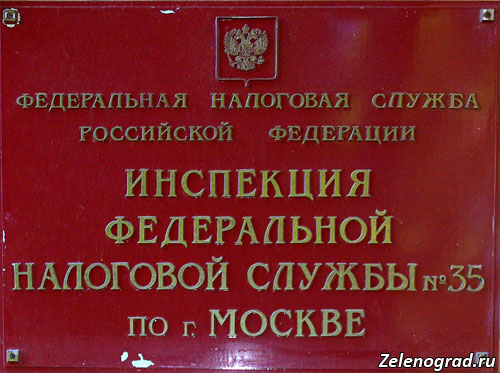 ФЕДЕРАЛЬНАЯ НАЛОГОВАЯ СЛУЖБА
РОССИЙСКОЙ ФЕДЕРАЦИИ
ИНСПЕКЦИЯ
ФЕДЕРАЛЬНОЙ
НАЛОГОВОЙ СЛУЖБЫ №35
ПО Г. МОСКВЕ
Zelenograd.ru